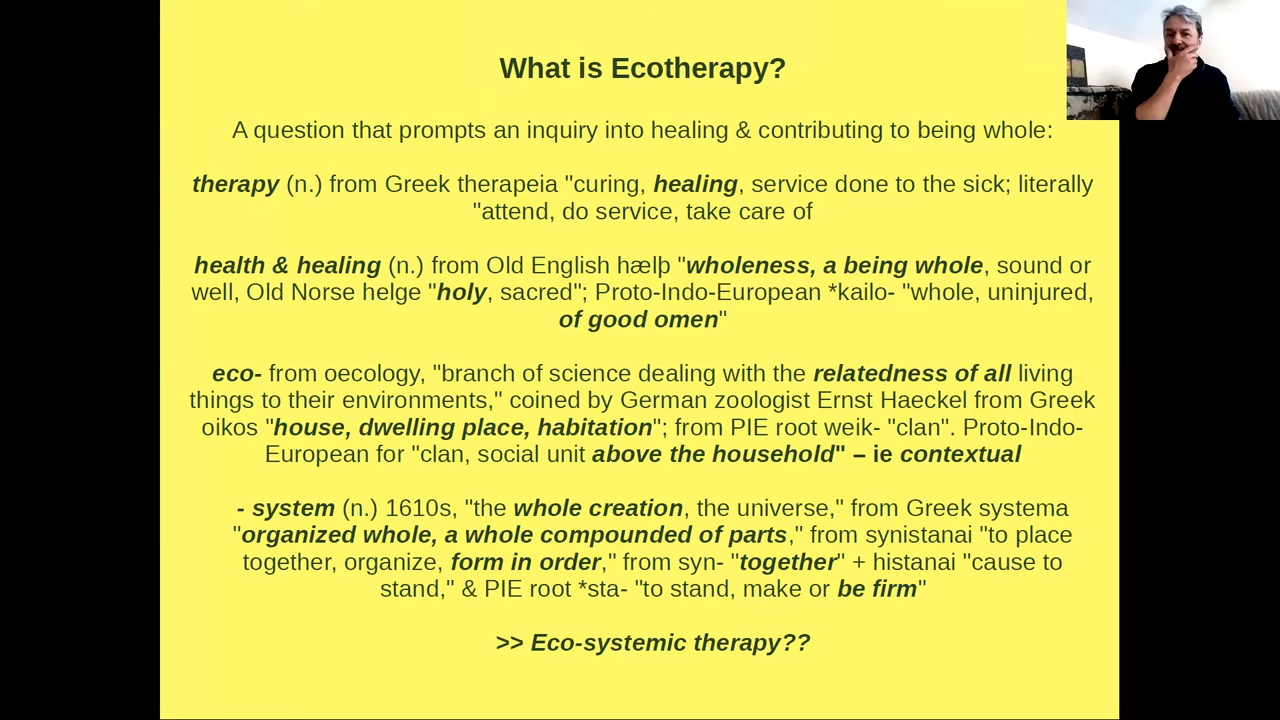 What is Ecotherapy?
A question that prompts an inquiry into healing & contributing to being whole:
therapy (n.) from Greek therapeia "curing, healing, service done to the sick; literally
"attend, do service, take care of
health & healing (n.) from Old English hælþ "wholeness, a being whole, sound or
well, Old Norse helge "holy, sacred"; Proto-Indo-European *kailo- "whole, uninjured,
of good omen"
eco- from oecology, "branch of science dealing with the relatedness of all living
things to their environments," coined by German zoologist Ernst Haeckel from Greek
oikos "house, dwelling place, habitation"; from PIE root weik- "clan". Proto-Indo-
European for "clan, social unit above the household" – ie contextual
- system (n.) 1610s, "the whole creation, the universe," from Greek systema
"organized whole, a whole compounded of parts," from synistanai "to place
together, organize, form in order," from syn- "together" + histanai "cause to
stand," & PIE root *sta- "to stand, make or be firm"
>> Eco-systemic therapy??